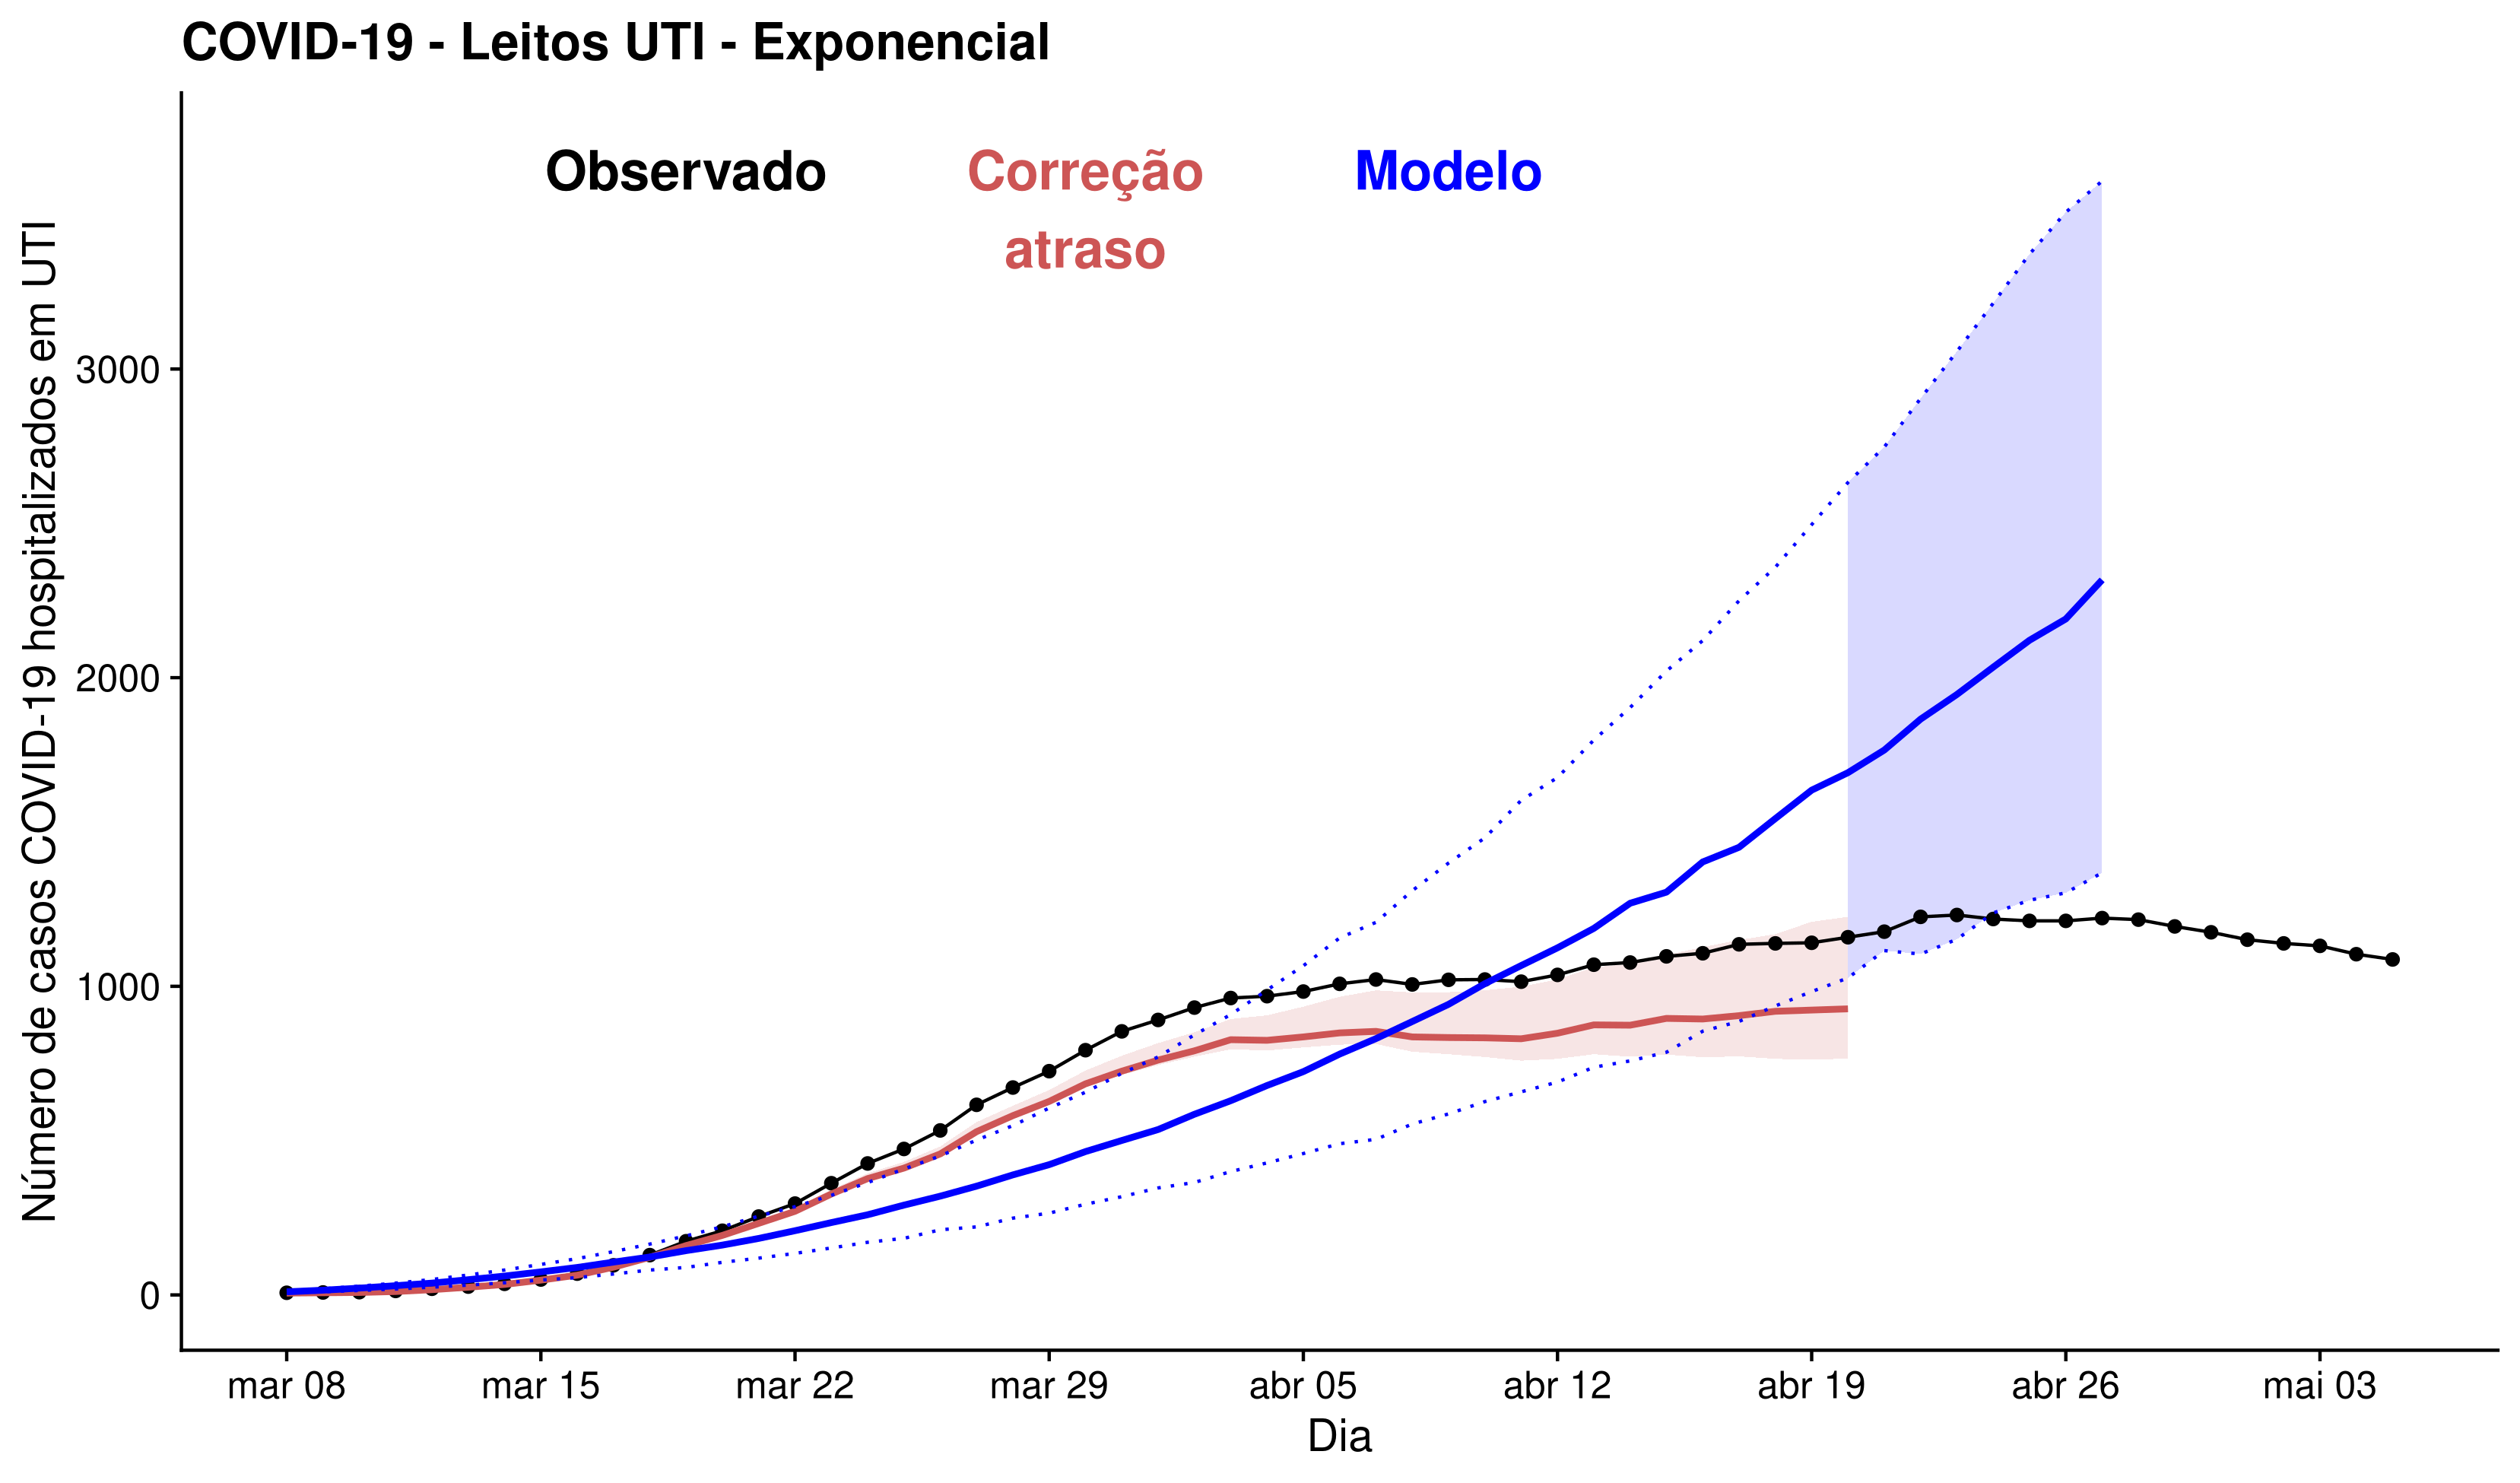 COVID-19 - Leitos UTI - Exponencial
Observado
Correção
atraso
Modelo
Número de casos COVID-19 hospitalizados em UTI
3000
2000
1000
0
mar 08
mar 15
mar 22
mar 29
abr 05
abr 12
abr 19
abr 26
mai 03
Dia